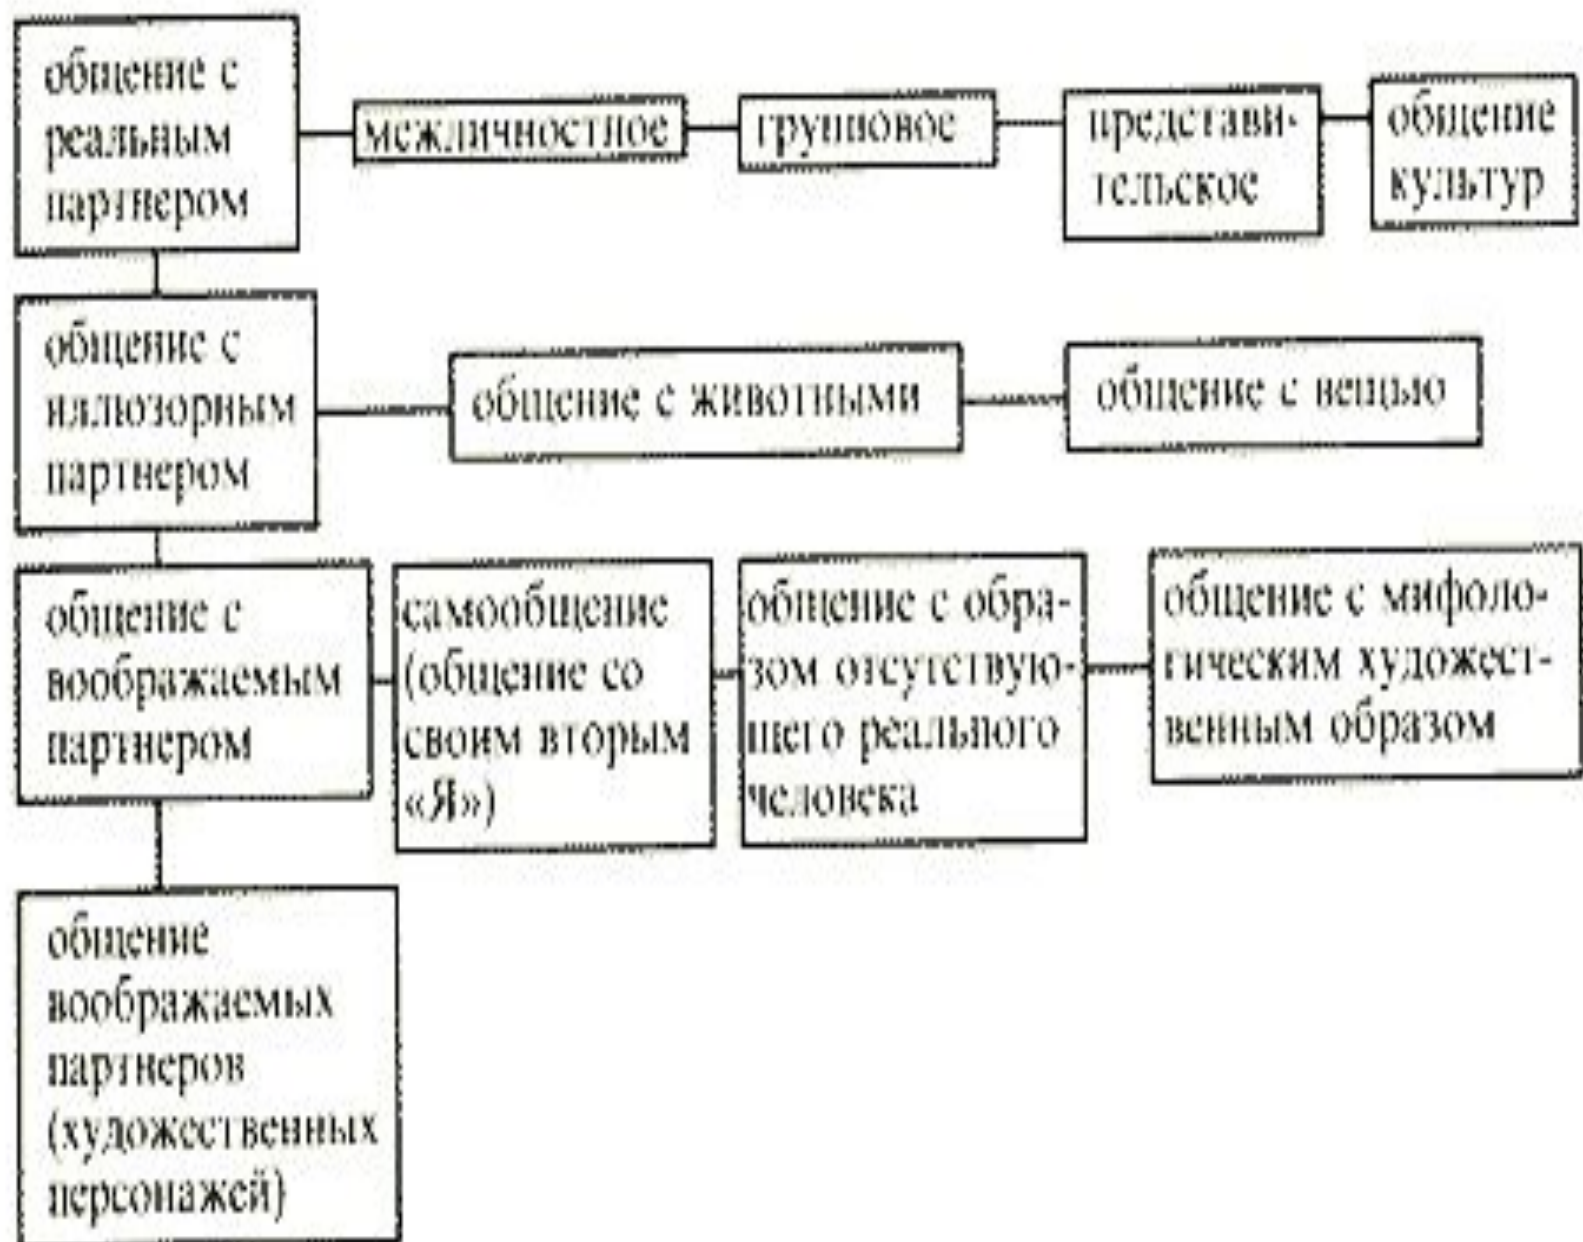 общение с
реальным
партнером
межличностное
групповое
представи-
тельское
общение
культур
общение с
иллюзорным
партнером
общение с животными
общение с вещью
общение с
воображаемым
партнером
самообщение
(общение со
своим вторым
«Я»)
общение с обра-
зом отсутствую-
щего реального
человека
общение с мифоло-
гическим художест-
венным образом
общение
воображаемых
партнеров
(художественных
персонажей)